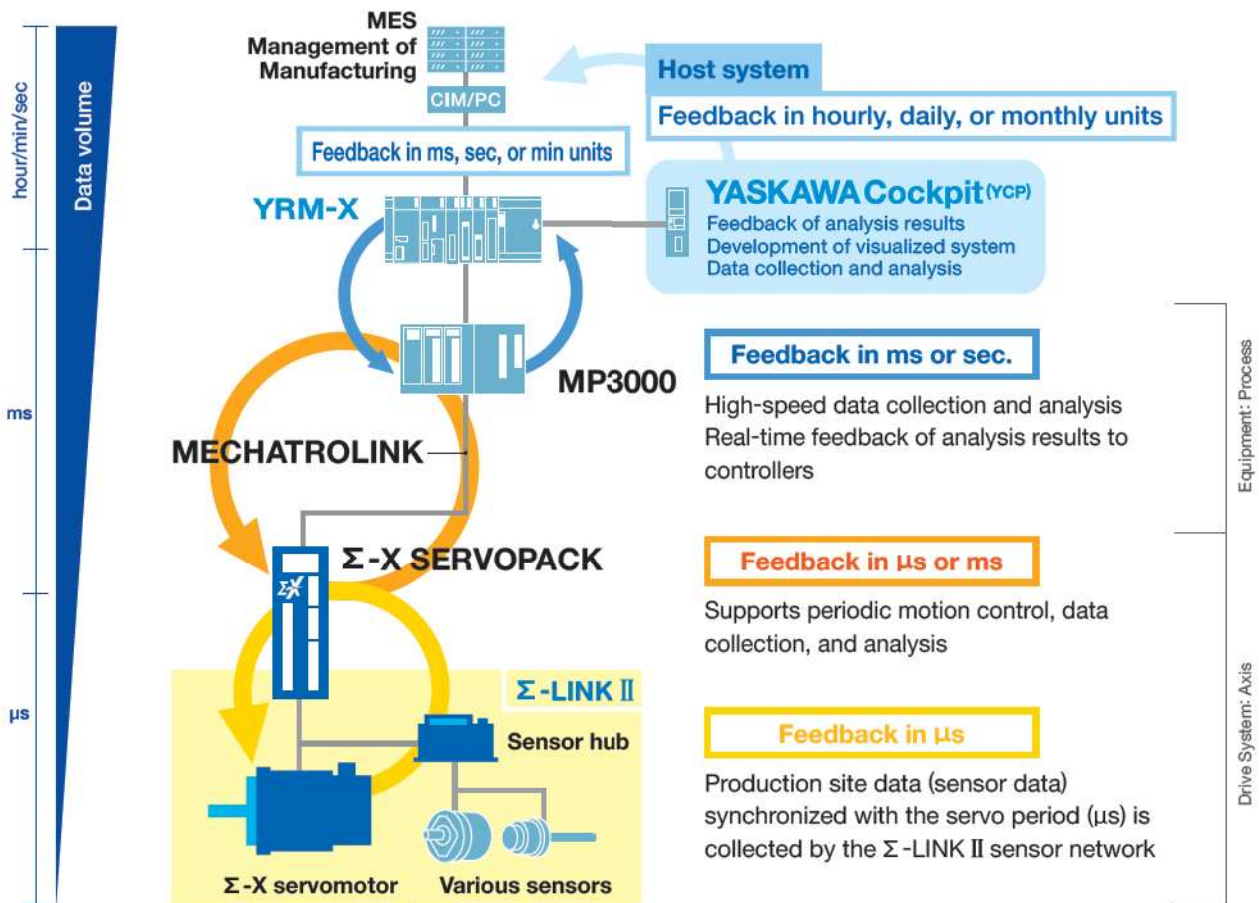 MES
Management of
Manufacturing
CIM/PC
Host system
Feedback in hourly, daily, or monthly units
Feedback in ms, sec, or min units
YRM-X
YASKAWA Cockpit (YCP)
Feedback of analysis results
Development of visualized system
Data collection and analysis
hour/min/sec
Data volume
ms
μs
MP3000
MECHATROLINK
Feedback in ms or sec.
High-speed data collection and analysis
Real-time feedback of analysis results to
controllers
Equipment: Process
Σ-X SERVOPACK
Σ-X
Feedback in μs or ms
Supports periodic motion control, data
collection, and analysis
Σ-LINK II
Sensor hub
Σ-X servomotor
Various sensors
Feedback in μs
Production site data (sensor data)
synchronized with the servo period (μs) is
collected by the Σ-LINK II sensor network
Drive System: Axis